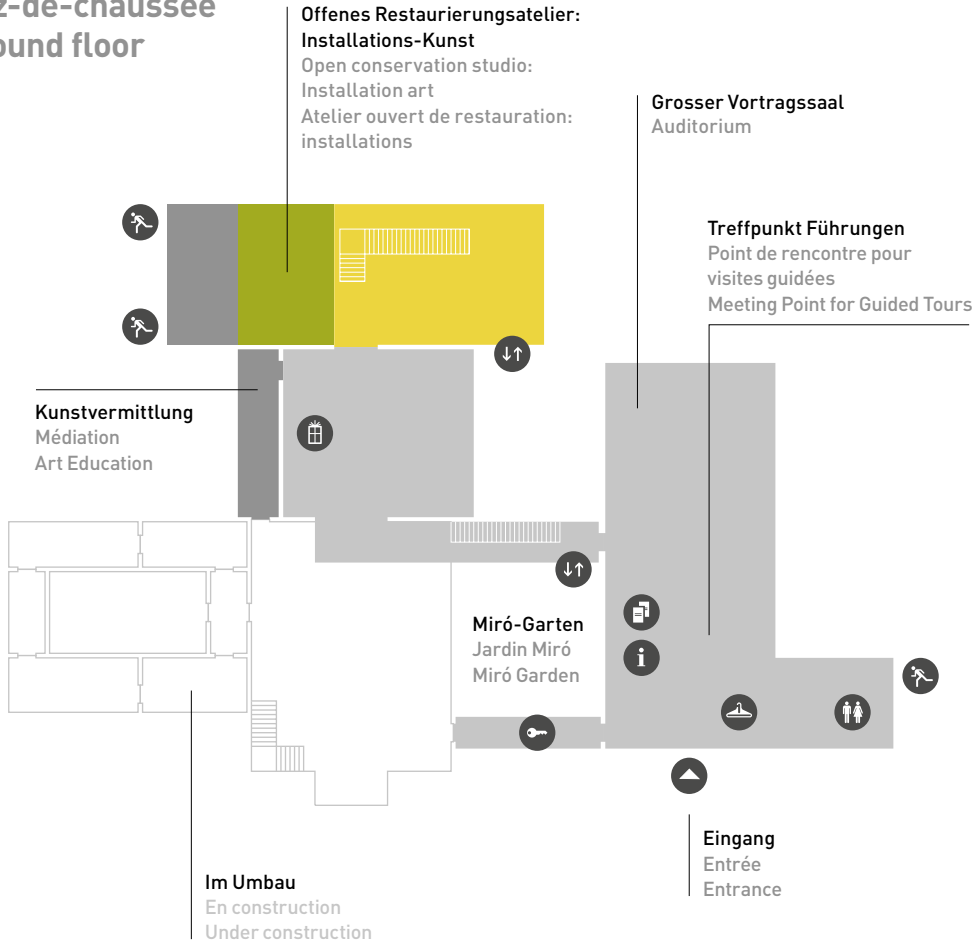 z-de-chaussée
ound floor
Offenes Restaurierungsatelier:
Installations-Kunst
Open conservation studio:
Installation art
Atelier ouvert de restauration:
installations
Grosser Vortragssaal
Auditorium
Treffpunkt Führungen
Point de rencontre pour
visites guidées
Meeting Point for Guided Tours
Kunstvermittlung
Médiation
Art Education
Miró-Garten
Jardin Miró
Miró Garden
i
Eingang
Entrée
Entrance
Im Umbau
En construction
Under construction